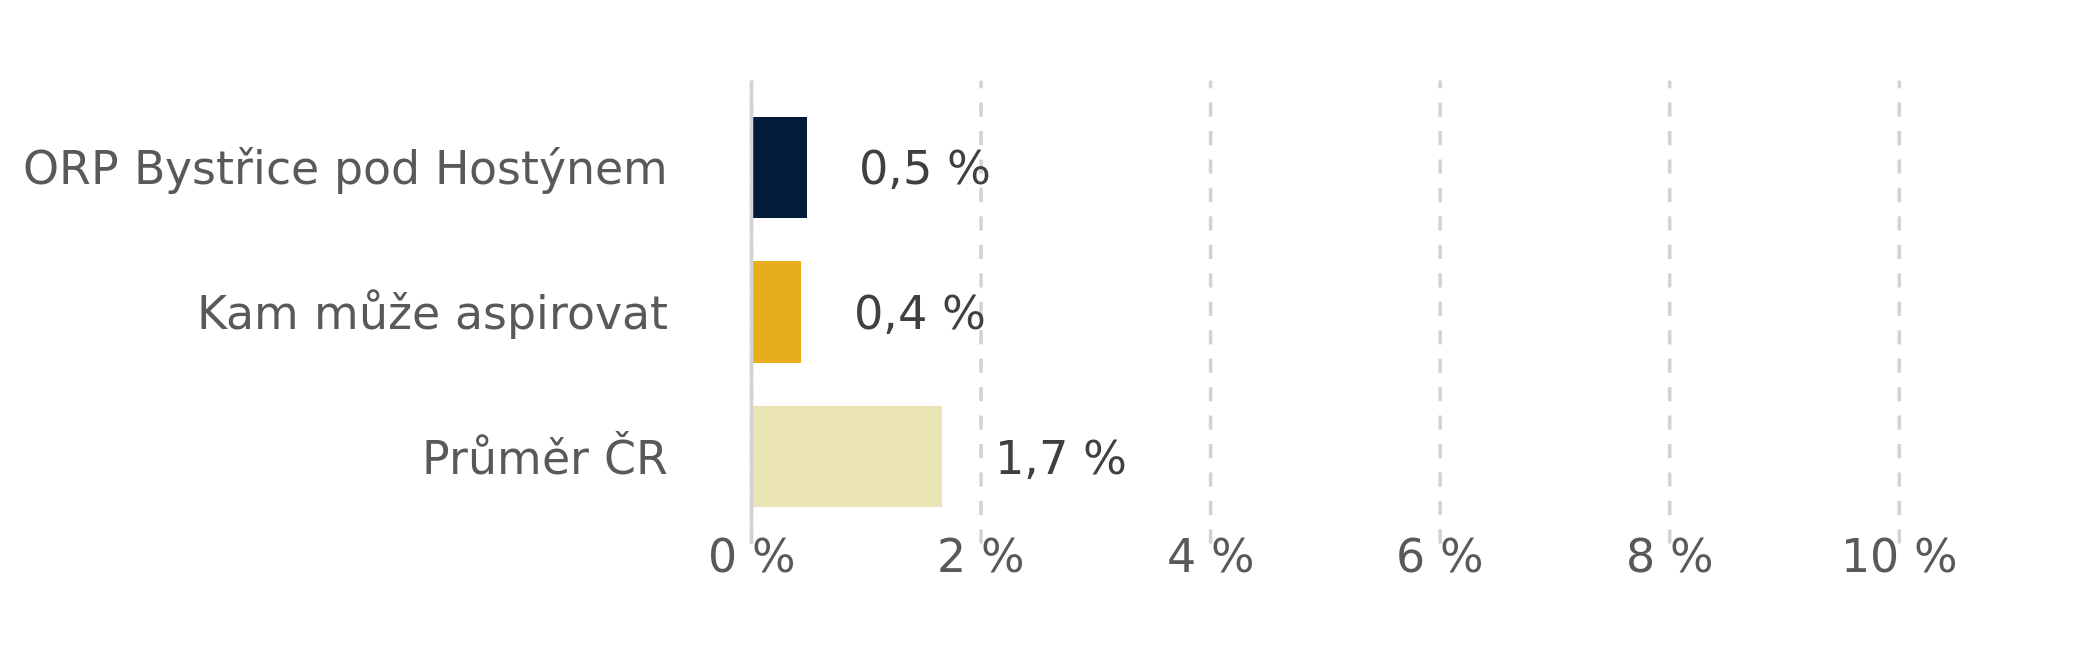 ORP Bystřice pod Hostýnem 0,5 %
Kam může aspirovat 0,4 %
Průměr ČR 1,7 %
0 % 2 % 4 % 6 % 8 % 10 %